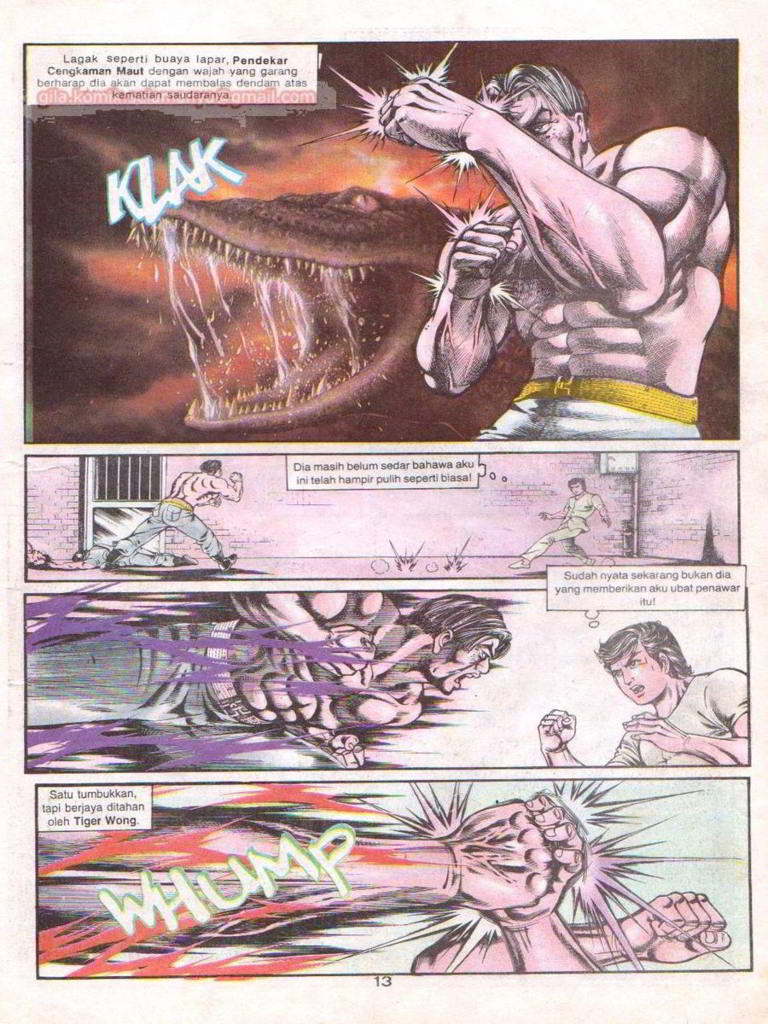 Lagak seperti buaya lapar, Pendekar
Cengkaman Maut dengan wajah yang garang
berharap dia akan dapat membalas dendam atas
kematian saudaranya.
KLAK
Dia masih belum sedar bahawa aku
ini telah hampir pulih seperti biasa!
Sudah nyata sekarang bukan dia
yang memberikan aku ubat penawar
itu!
Satu tumbukkan,
tapi berjaya ditahan
oleh Tiger Wong.
WHUMP
13